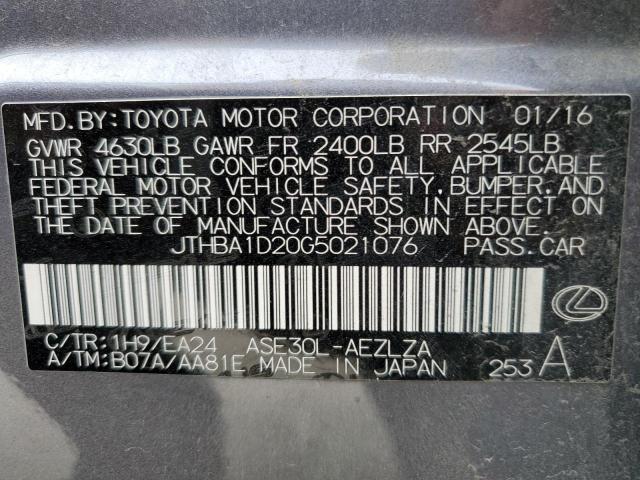 MFD.BY:TOYOTA MOTOR CORPORATION 01/16
GVWR 4630LB GAWR FR 2400LB RR 2545LB
THIS VEHICLE CONFORMS TO ALL APPLICABLE
FEDERAL MOTOR VEHICLE SAFETY,BUMPER,AND
THEFT PREVENTION STANDARDS IN EFFECT ON
THE DATE OF MANUFACTURE SHOWN ABOVE.
JTHBA1D20G5021076 PASS.CAR
C/TR:1H9/EA24 ASE30L-AEZLZA
A/TM:B07A/AA81E MADE IN JAPAN 253 A